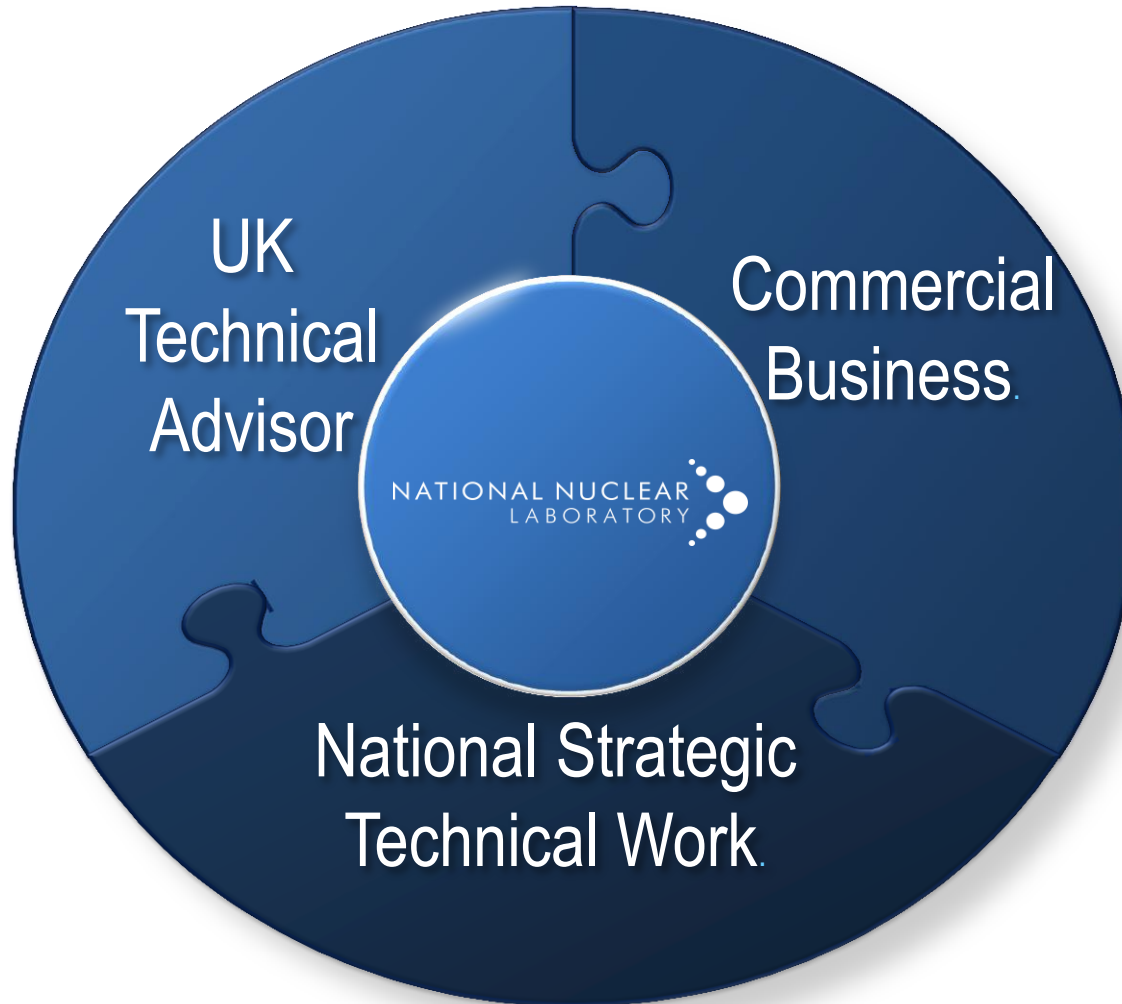 UK
Technical
Advisor
Commercial
Business.
NATIONAL NUCLEAR
LABORATORY
National Strategic
Technical Work.